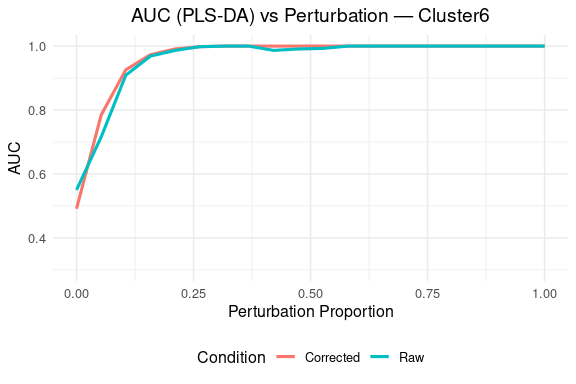 AUC (PLS-DA) vs Perturbation — Cluster6
1.0
0.8
0.6
0.4
AUC
0.00 0.25 0.50 0.75 1.00
Perturbation Proportion
Condition Corrected Raw